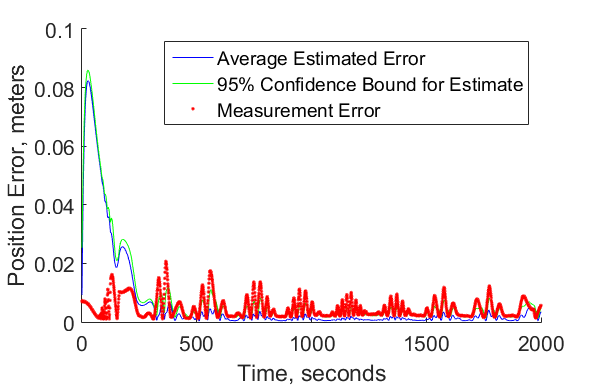 0.1
0.08
0.06
0.04
0.02
0
Position Error, meters
Average Estimated Error
95% Confidence Bound for Estimate
Measurement Error
0 500 1000 1500 2000
Time, seconds